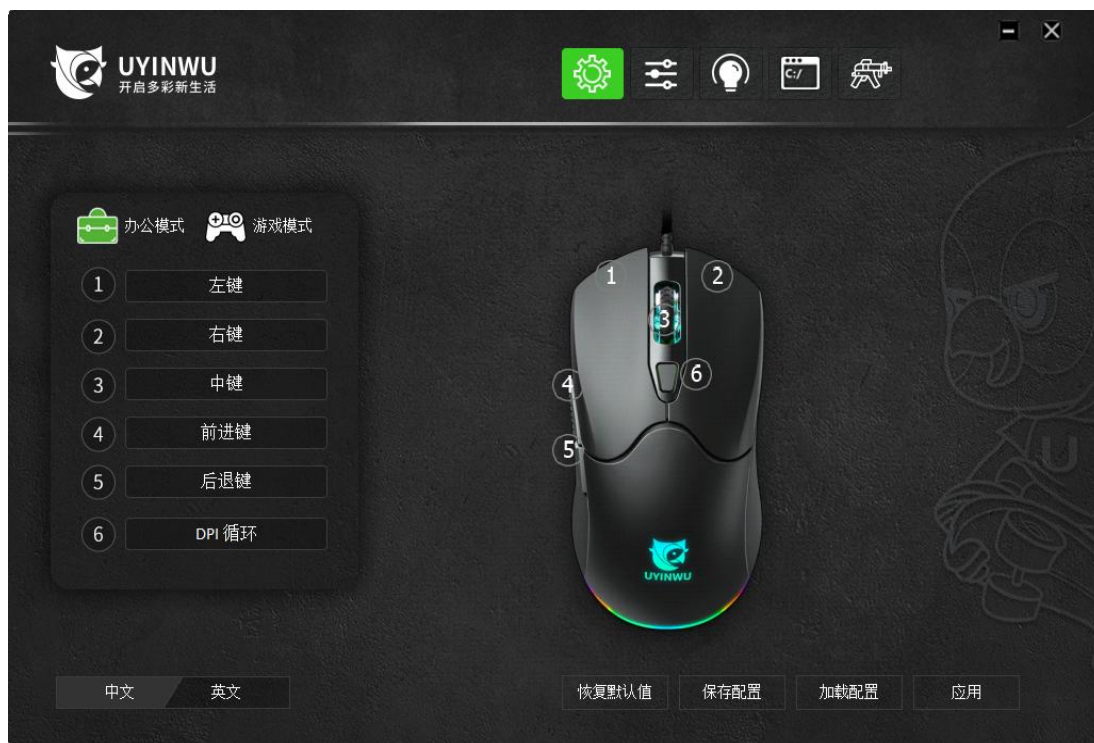 UYINWU
开启多彩新生活
C:/
办公模式
游戏模式
1 左键
2 右键
3 中键
4 前进键
5 后退键
6 DPI 循环
1
2
3
6
4
5
UYINWU
U
中文
英文
恢复默认值
保存配置
加载配置
应用